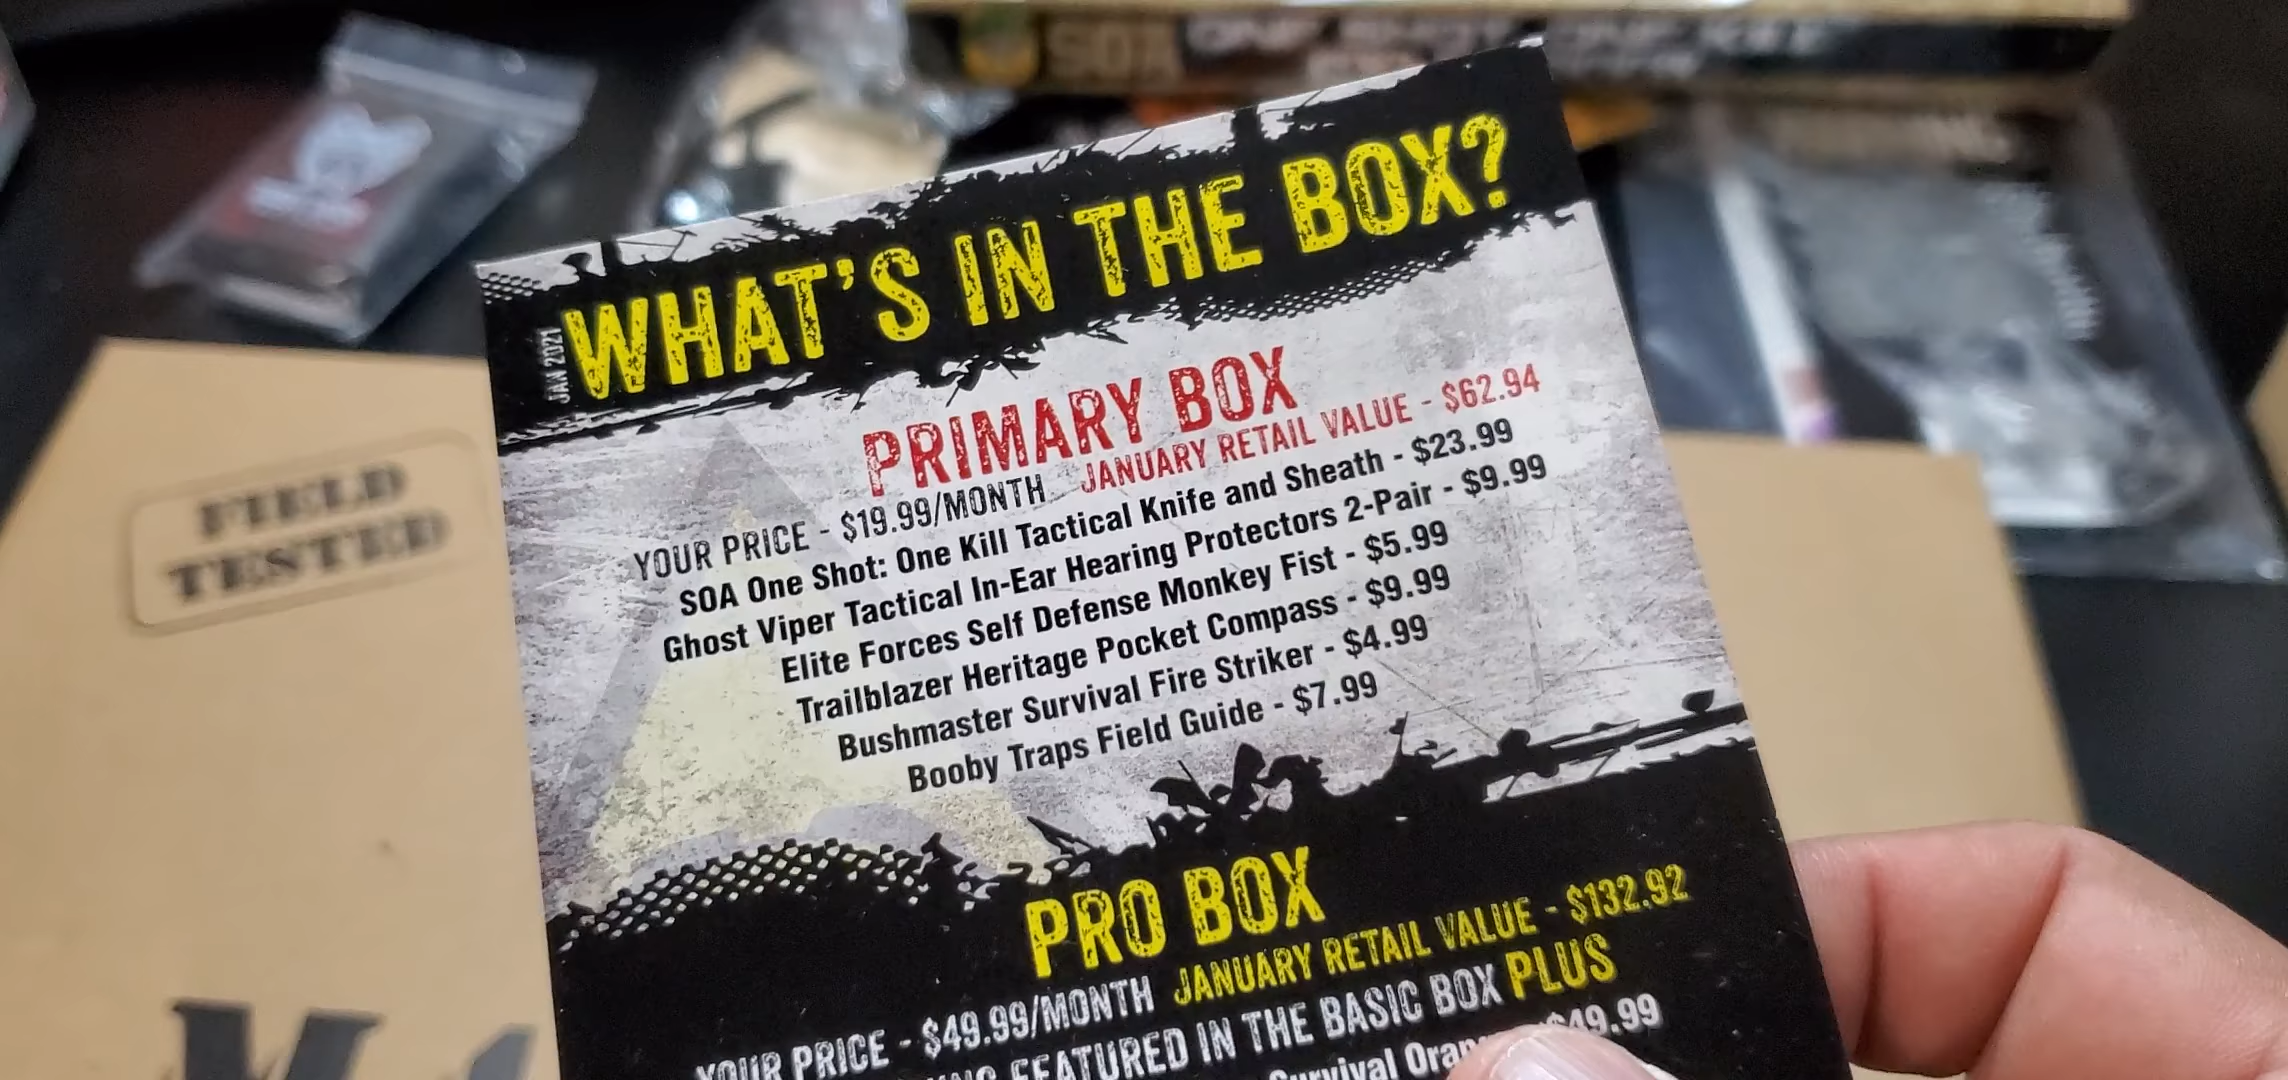 SOA
JAN 2021
WHAT'S IN THE BOX?
PRIMARY BOX
YOUR PRICE - $19.99/MONTH JANUARY RETAIL VALUE - $62.94
SOA One Shot: One Kill Tactical Knife and Sheath - $23.99
Ghost Viper Tactical In-Ear Hearing Protectors 2-Pair - $9.99
Elite Forces Self Defense Monkey Fist - $5.99
Trailblazer Heritage Pocket Compass - $9.99
Bushmaster Survival Fire Striker - $4.99
Booby Traps Field Guide - $7.99
PRO BOX
YOUR PRICE - $49.99/MONTH JANUARY RETAIL VALUE - $132.92
FEATURED IN THE BASIC BOX PLUS
Survival $49.99
FIELD
TESTED